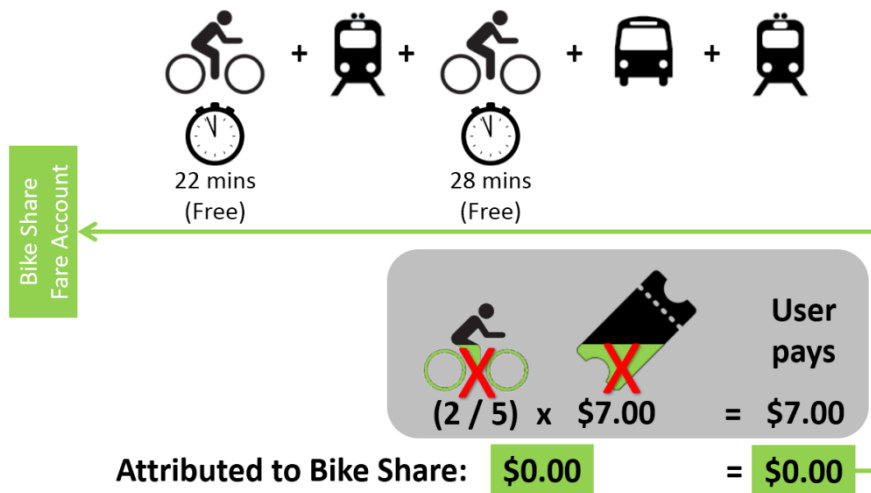 + + + +
22 mins
(Free)
28 mins
(Free)
Bike Share
Fare Account
User
pays
X X
(2 / 5) x $7.00 = $7.00
Attributed to Bike Share: $0.00 = $0.00